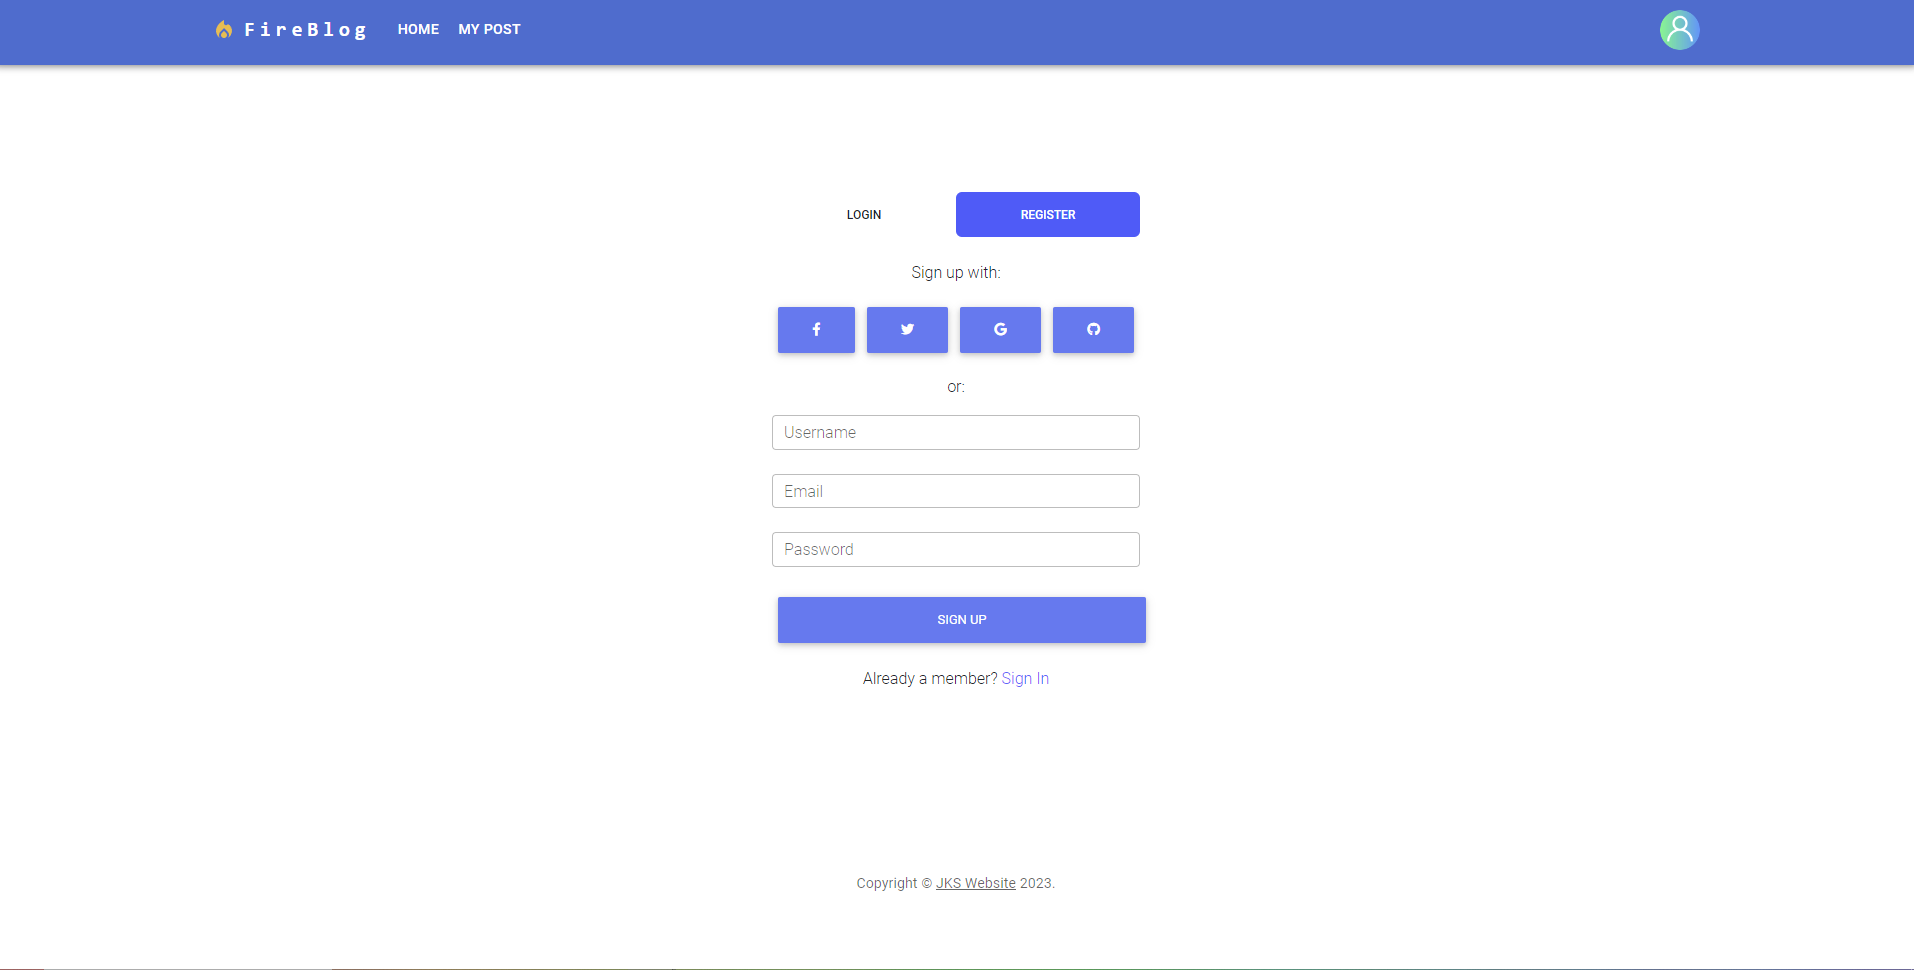 FireBlog HOME MY POST
LOGIN REGISTER
Sign up with:
or:
Username
Email
Password
SIGN UP
Already a member? Sign In
Copyright © JKS Website 2023.